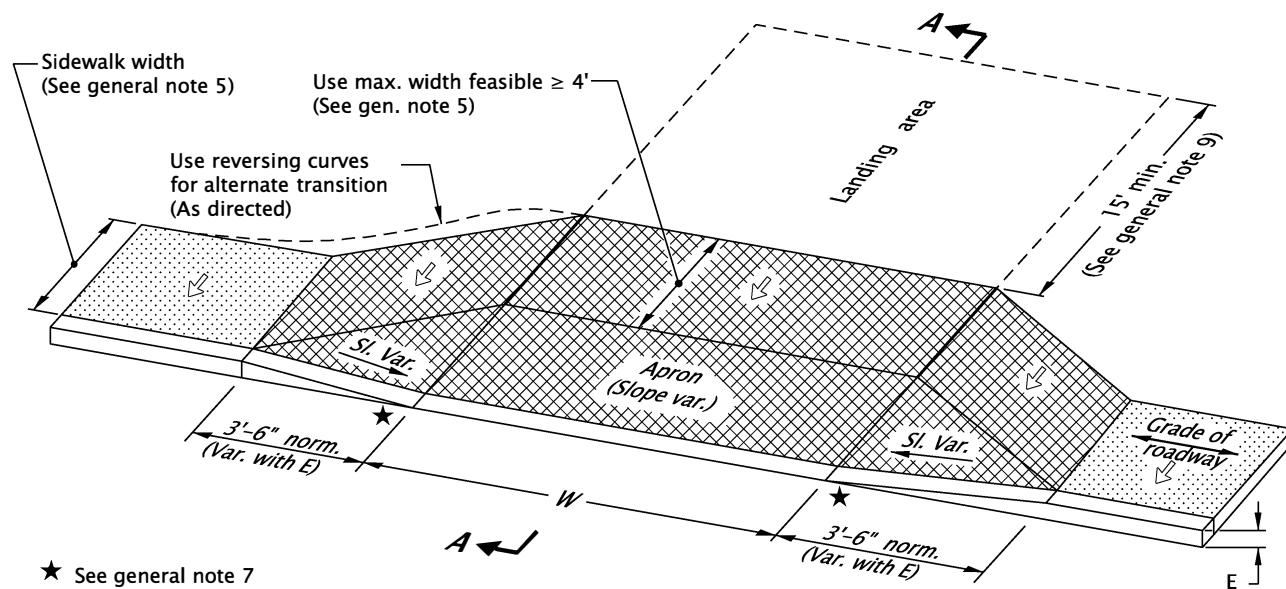 A
Sidewalk width
(See general note 5)
Use max. width feasible ≥ 4'
(See gen. note 5)
Landing area
15' min.
(See general note 9)
Use reversing curves
for alternate transition
(As directed)
Sl. Var.
Apron
(Slope var.)
Sl. Var.
Grade of
roadway
3'–6" norm.
(Var. with E)
W
3'–6" norm.
(Var. with E)
A
E
★ See general note 7